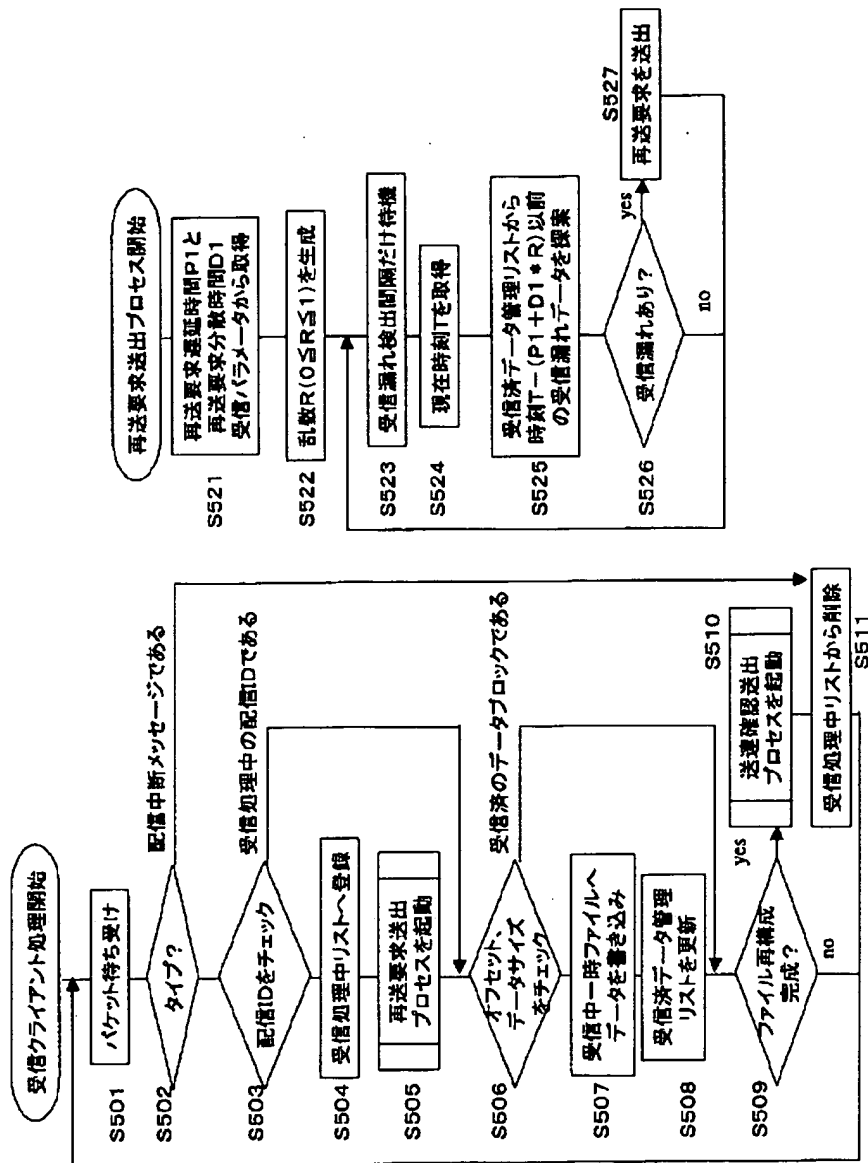 受信クライアント処理開始
S501
パケット待ち受け
S502
タイプ?
配信中断メッセージである
S503
配信IDをチェック
受信処理中の配信IDである
S504
受信処理中リストへ登録
S505
再送要求送出
プロセスを起動
S506
オフセット、
データサイズ
をチェック
受信済のデータブロックである
S507
受信中一時ファイルへ
データを書き込み
S508
受信済データ管理
リストを更新
S509
ファイル再構成
完成?
yes
no
S510
送達確認送出
プロセスを起動
受信処理中リストから削除
S511
再送要求送出プロセス開始
S521
再送要求遅延時間P1と
再送要求分散時間D1
受信パラメータから取得
S522
乱数R(0≦R≦1)を生成
S523
受信漏れ検出間隔だけ待機
S524
現在時刻Tを取得
S525
受信済データ管理リストから
時刻T-(P1+D1*R)以前
の受信漏れデータを探索
S526
受信漏れあり?
yes
no
S527
再送要求を送出